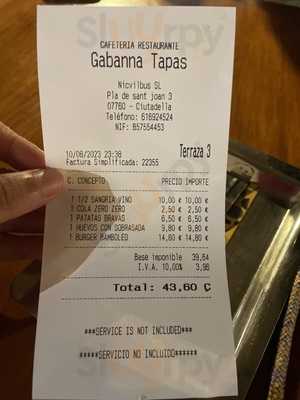 CAFETERIA RESTAURANTE
Gabanna Tapas
Nicvilbus SL
Pla de sant joan 3
07760 - Ciutadella
Teléfono: 616924524
NIF: B57554453
Terraza 3
10/08/2023 23:38
Factura Simplificada: 22355
C. CONCEPTO PRECIO IMPORTE
1 1/2 SANGRIA VINO 10,00 € 10,00 €
1 COLA ZERO ZERO 2,50 € 2,50 €
1 PATATAS BRAVAS 6,50 € 6,50 €
1 HUEVOS CON SOBRASADA 9,80 € 9,80 €
1 BURGER BAMBOLEO 14,80 € 14,80 €
Base imponible 39,64
I.V.A. 10,00% 3,96
Total: 43,60 €
***SERVICE IS NOT INCLUDED***
*****SERVICIO NO INCLUIDO******